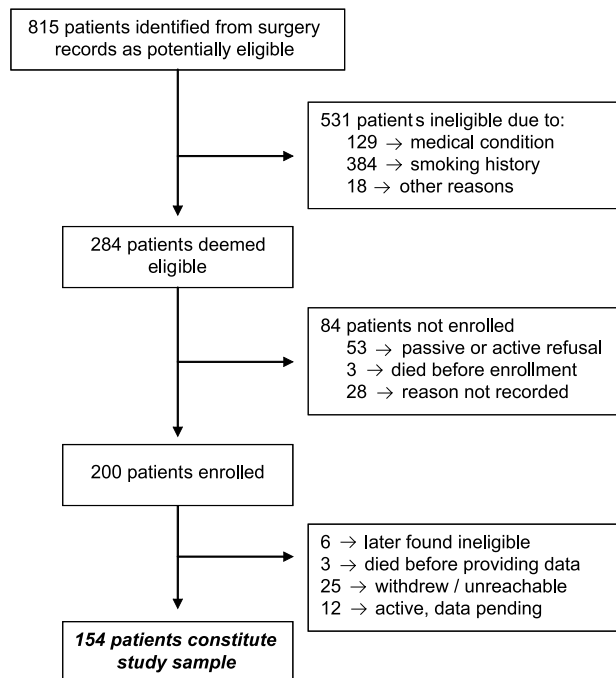 815 patients identified from surgery
records as potentially eligible
531 patients ineligible due to:
129 → medical condition
384 → smoking history
18 → other reasons
284 patients deemed
eligible
84 patients not enrolled
53 → passive or active refusal
3 → died before enrollment
28 → reason not recorded
200 patients enrolled
6 → later found ineligible
3 → died before providing data
25 → withdrew / unreachable
12 → active, data pending
154 patients constitute
study sample